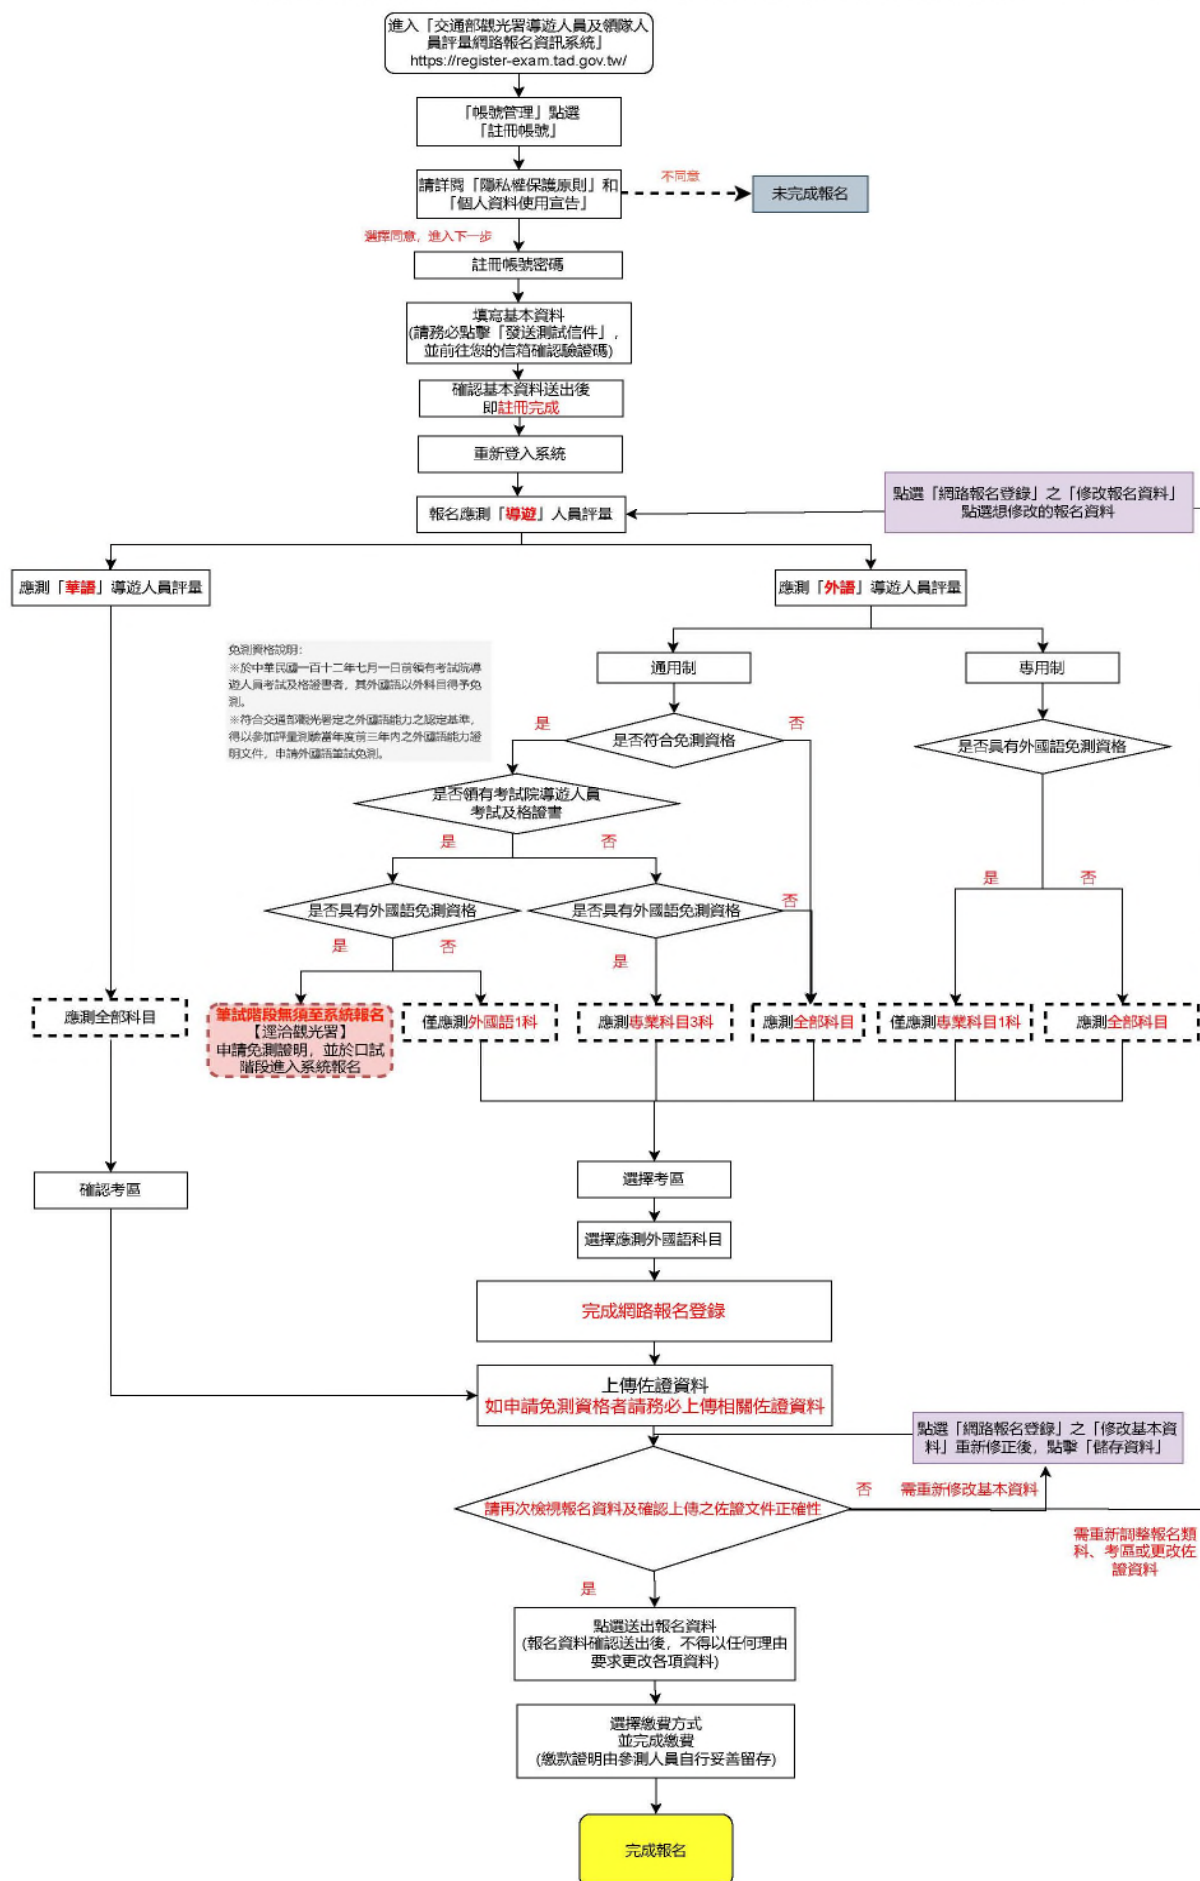 進入「交通部觀光署導遊人員及領隊人
員評量網路報名資訊系統」
https://register-exam.tad.gov.tw/
「帳號管理」點選
「註冊帳號」
請詳閱「隱私權保護原則」和
「個人資料使用宣告」
不同意
未完成報名
選擇同意，進入下一步
註冊帳號密碼
填寫基本資料
(請務必點擊「發送測試信件」，
並前往您的信箱確認驗證碼)
確認基本資料送出後
即註冊完成
重新登入系統
報名應測「導遊」人員評量
點選「網路報名登錄」之「修改報名資料」
點選想修改的報名資料
應測「華語」導遊人員評量
應測「外語」導遊人員評量
免測資格說明：
※於中華民國一百十二年七月一日前領有考試院導
遊人員考試及格證書者，其外國語以外科目得予免
測。
※符合交通部觀光署定之外國語能力之認定基準，
得以參加評量測驗當年度前三年內之外國語能力證
明文件，申請外國語筆試免測。
通用制
專用制
是
否
是否符合免測資格
是否具有外國語免測資格
是否領有考試院導遊人員
考試及格證書
是
否
是
否
是否具有外國語免測資格
是否具有外國語免測資格
否
是
否
是
應測全部科目
筆試階段無須至系統報名
【逕洽觀光署】
申請免測證明，並於口試
階段進入系統報名
僅應測外國語1科
應測專業科目3科
應測全部科目
僅應測專業科目1科
應測全部科目
確認考區
選擇考區
選擇應測外國語科目
完成網路報名登錄
上傳佐證資料
如申請免測資格者請務必上傳相關佐證資料
點選「網路報名登錄」之「修改基本資
料」重新修正後，點擊「儲存資料」
請再次檢視報名資料及確認上傳之佐證文件正確性
否
需重新修改基本資料
需重新調整報名類
科、考區或更改佐
證資料
是
點選送出報名資料
(報名資料確認送出後，不得以任何理由
要求更改各項資料)
選擇繳費方式
並完成繳費
(繳款證明由參測人員自行妥善留存)
完成報名